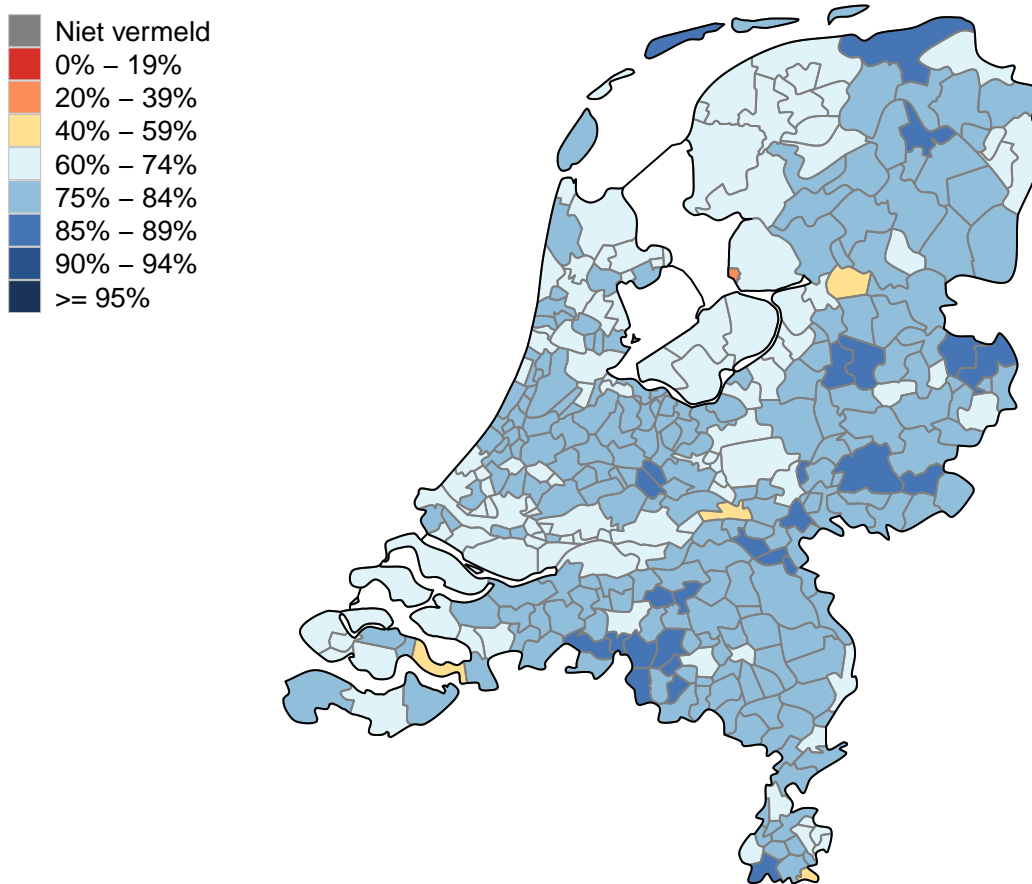 Niet vermeld
0% – 19%
20% – 39%
40% – 59%
60% – 74%
75% – 84%
85% – 89%
90% – 94%
>= 95%